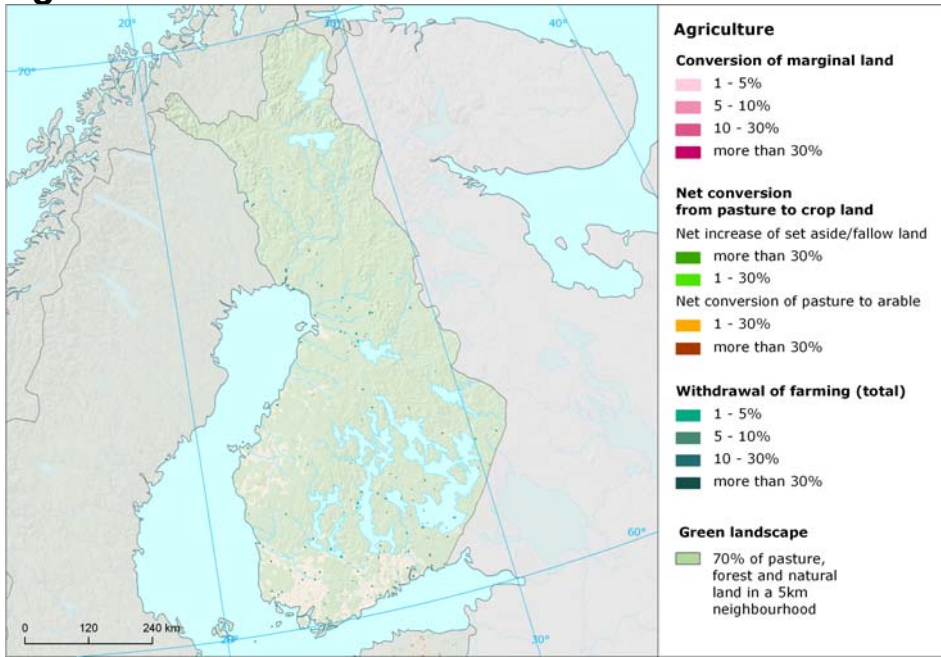 20°
30°
40°
70°
60°
20°
30°
0 120 240 km
Agriculture
Conversion of marginal land
1 - 5%
5 - 10%
10 - 30%
more than 30%
Net conversion
from pasture to crop land
Net increase of set aside/fallow land
more than 30%
1 - 30%
Net conversion of pasture to arable
1 - 30%
more than 30%
Withdrawal of farming (total)
1 - 5%
5 - 10%
10 - 30%
more than 30%
Green landscape
70% of pasture,
forest and natural
land in a 5km
neighbourhood